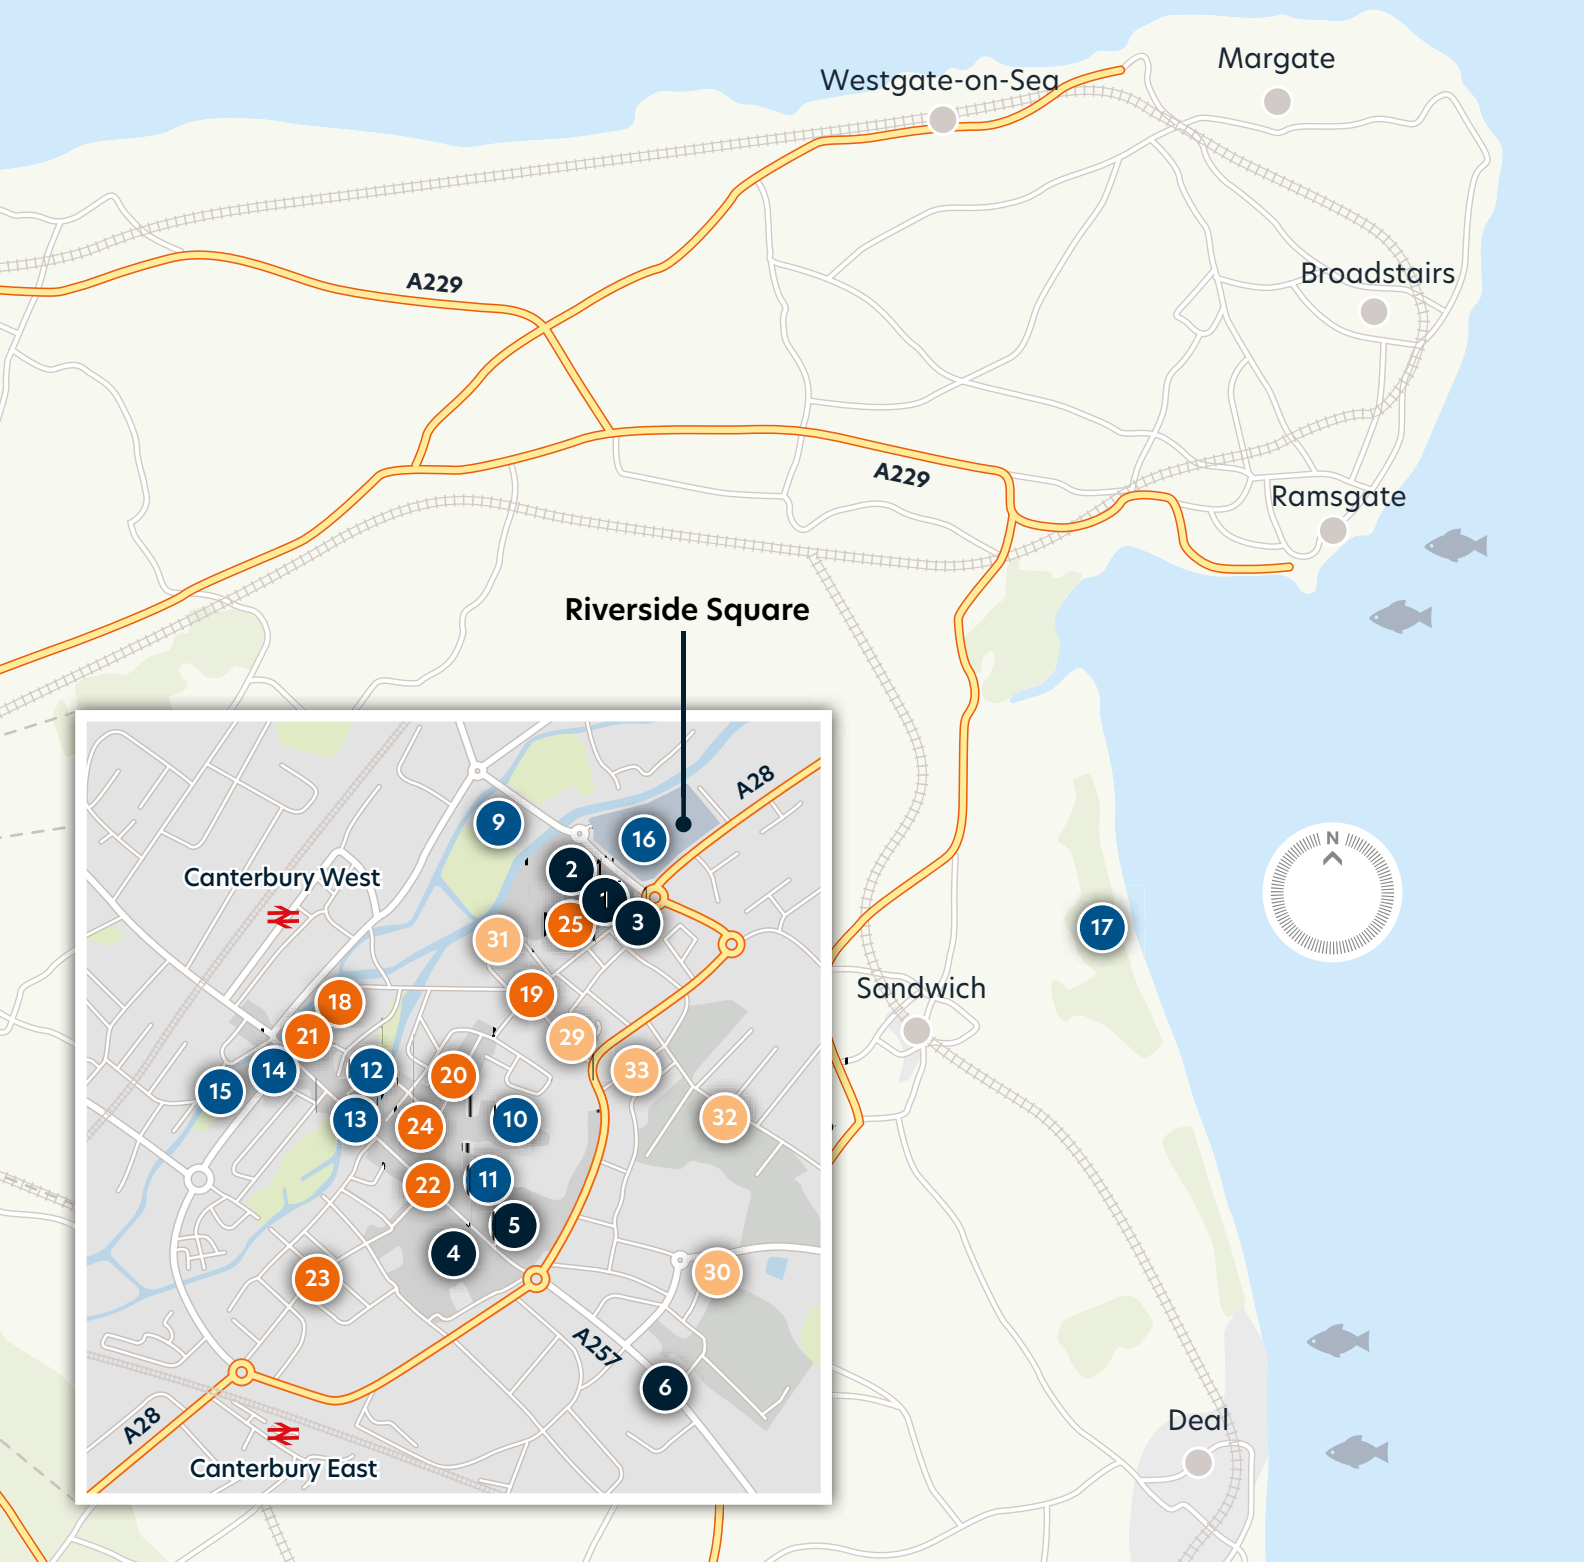 Margate
Westgate-on-Sea
Broadstairs
A229
A229
Ramsgate
Riverside Square
A28
9
16
N
2
Canterbury West
1
25
3
17
31
Sandwich
19
18
21
29
14
12
20
33
15
13
24
10
32
22
11
5
4
30
23
A257
6
A28
Deal
Canterbury East